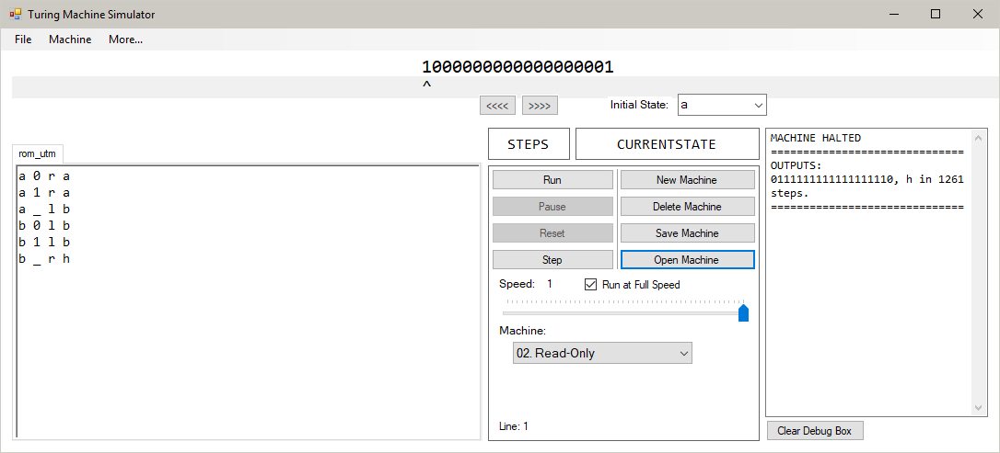 Turing Machine Simulator
File Machine More...
1000000000000000001
^
<<<< >>>> Initial State: a
rom_utm
a 0 r a
a 1 r a
a _ l b
b 0 l b
b 1 l b
b _ r h
STEPS CURRENTSTATE
Run New Machine
Pause Delete Machine
Reset Save Machine
Step Open Machine
Speed: 1 Run at Full Speed
Machine:
02. Read-Only
Line: 1
MACHINE HALTED
==============================
OUTPUTS:
0111111111111111110, h in 1261
steps.
==============================
Clear Debug Box